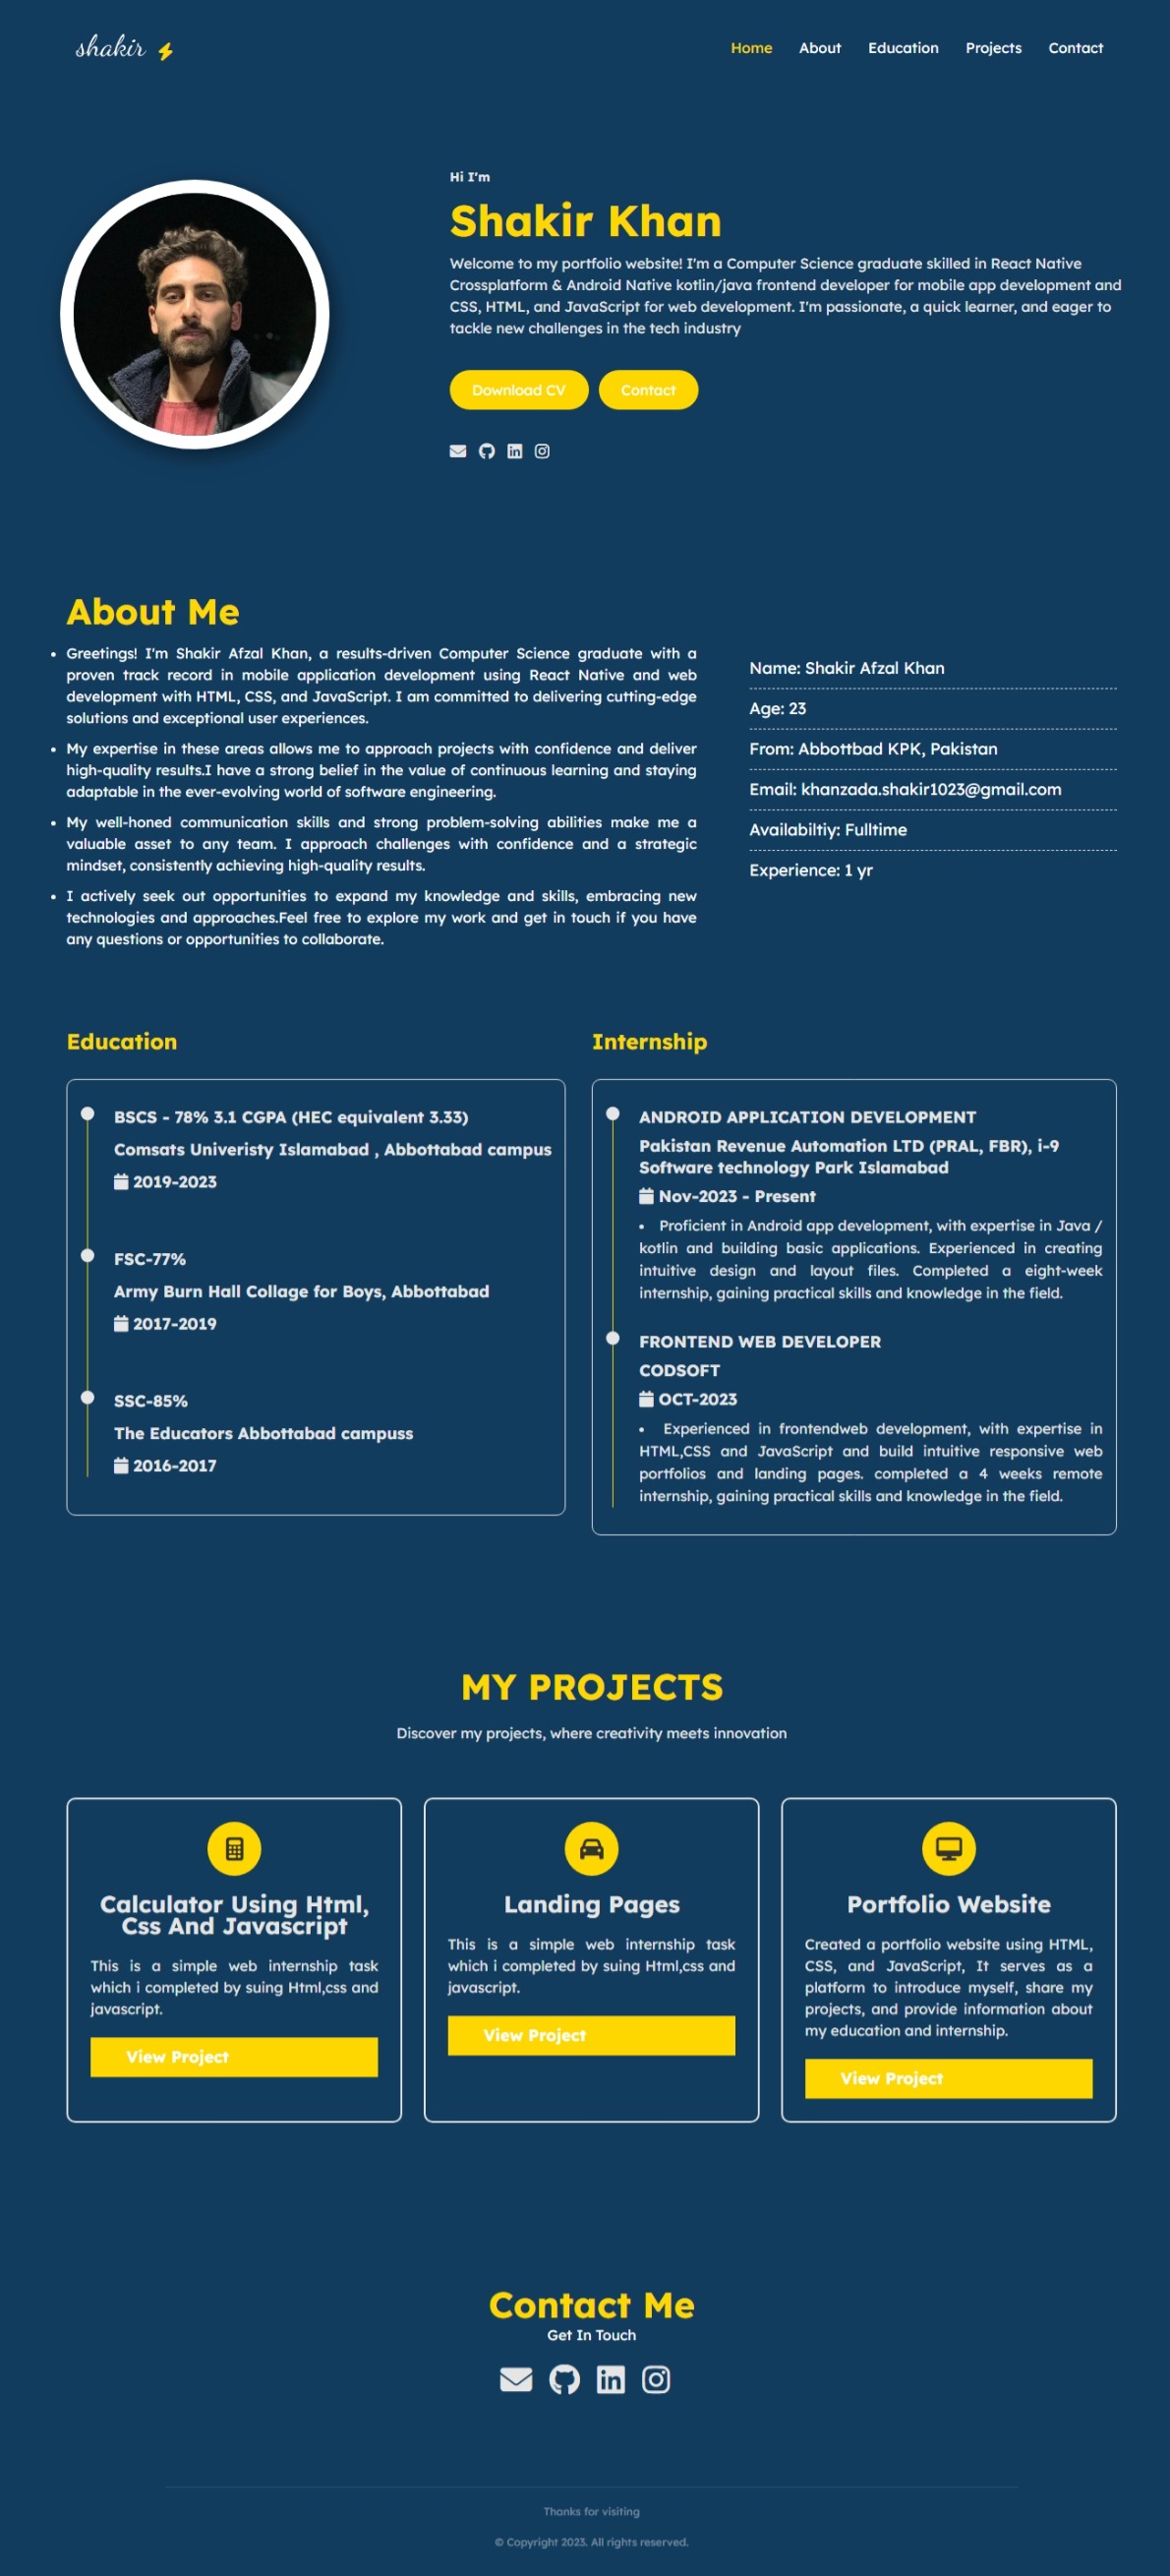 shakir
Home About Education Projects Contact
Hi I'm
Shakir Khan
Welcome to my portfolio website! I'm a Computer Science graduate skilled in React Native
Crossplatform & Android Native kotlin/java frontend developer for mobile app development and
CSS, HTML, and JavaScript for web development. I'm passionate, a quick learner, and eager to
tackle new challenges in the tech industry
Download CV Contact
About Me
• Greetings! I'm Shakir Afzal Khan, a results-driven Computer Science graduate with a
proven track record in mobile application development using React Native and web
development with HTML, CSS, and JavaScript. I am committed to delivering cutting-edge
solutions and exceptional user experiences.
• My expertise in these areas allows me to approach projects with confidence and deliver
high-quality results.I have a strong belief in the value of continuous learning and staying
adaptable in the ever-evolving world of software engineering.
• My well-honed communication skills and strong problem-solving abilities make me a
valuable asset to any team. I approach challenges with confidence and a strategic
mindset, consistently achieving high-quality results.
• I actively seek out opportunities to expand my knowledge and skills, embracing new
technologies and approaches.Feel free to explore my work and get in touch if you have
any questions or opportunities to collaborate.
Name: Shakir Afzal Khan
Age: 23
From: Abbottbad KPK, Pakistan
Email: khanzada.shakir1023@gmail.com
Availabiltiy: Fulltime
Experience: 1 yr
Education
BSCS - 78% 3.1 CGPA (HEC equivalent 3.33)
Comsats Univeristy Islamabad , Abbottabad campus
2019-2023
FSC-77%
Army Burn Hall Collage for Boys, Abbottabad
2017-2019
SSC-85%
The Educators Abbottabad campuss
2016-2017
Internship
ANDROID APPLICATION DEVELOPMENT
Pakistan Revenue Automation LTD (PRAL, FBR), i-9
Software technology Park Islamabad
Nov-2023 - Present
• Proficient in Android app development, with expertise in Java /
kotlin and building basic applications. Experienced in creating
intuitive design and layout files. Completed a eight-week
internship, gaining practical skills and knowledge in the field.
FRONTEND WEB DEVELOPER
CODSOFT
OCT-2023
• Experienced in frontendweb development, with expertise in
HTML,CSS and JavaScript and build intuitive responsive web
portfolios and landing pages. completed a 4 weeks remote
internship, gaining practical skills and knowledge in the field.
MY PROJECTS
Discover my projects, where creativity meets innovation
Calculator Using Html,
Css And Javascript
This is a simple web internship task
which i completed by suing Html,css and
javascript.
View Project
Landing Pages
This is a simple web internship task
which i completed by suing Html,css and
javascript.
View Project
Portfolio Website
Created a portfolio website using HTML,
CSS, and JavaScript, It serves as a
platform to introduce myself, share my
projects, and provide information about
my education and internship.
View Project
Contact Me
Get In Touch
Thanks for visiting
© Copyright 2023. All rights reserved.